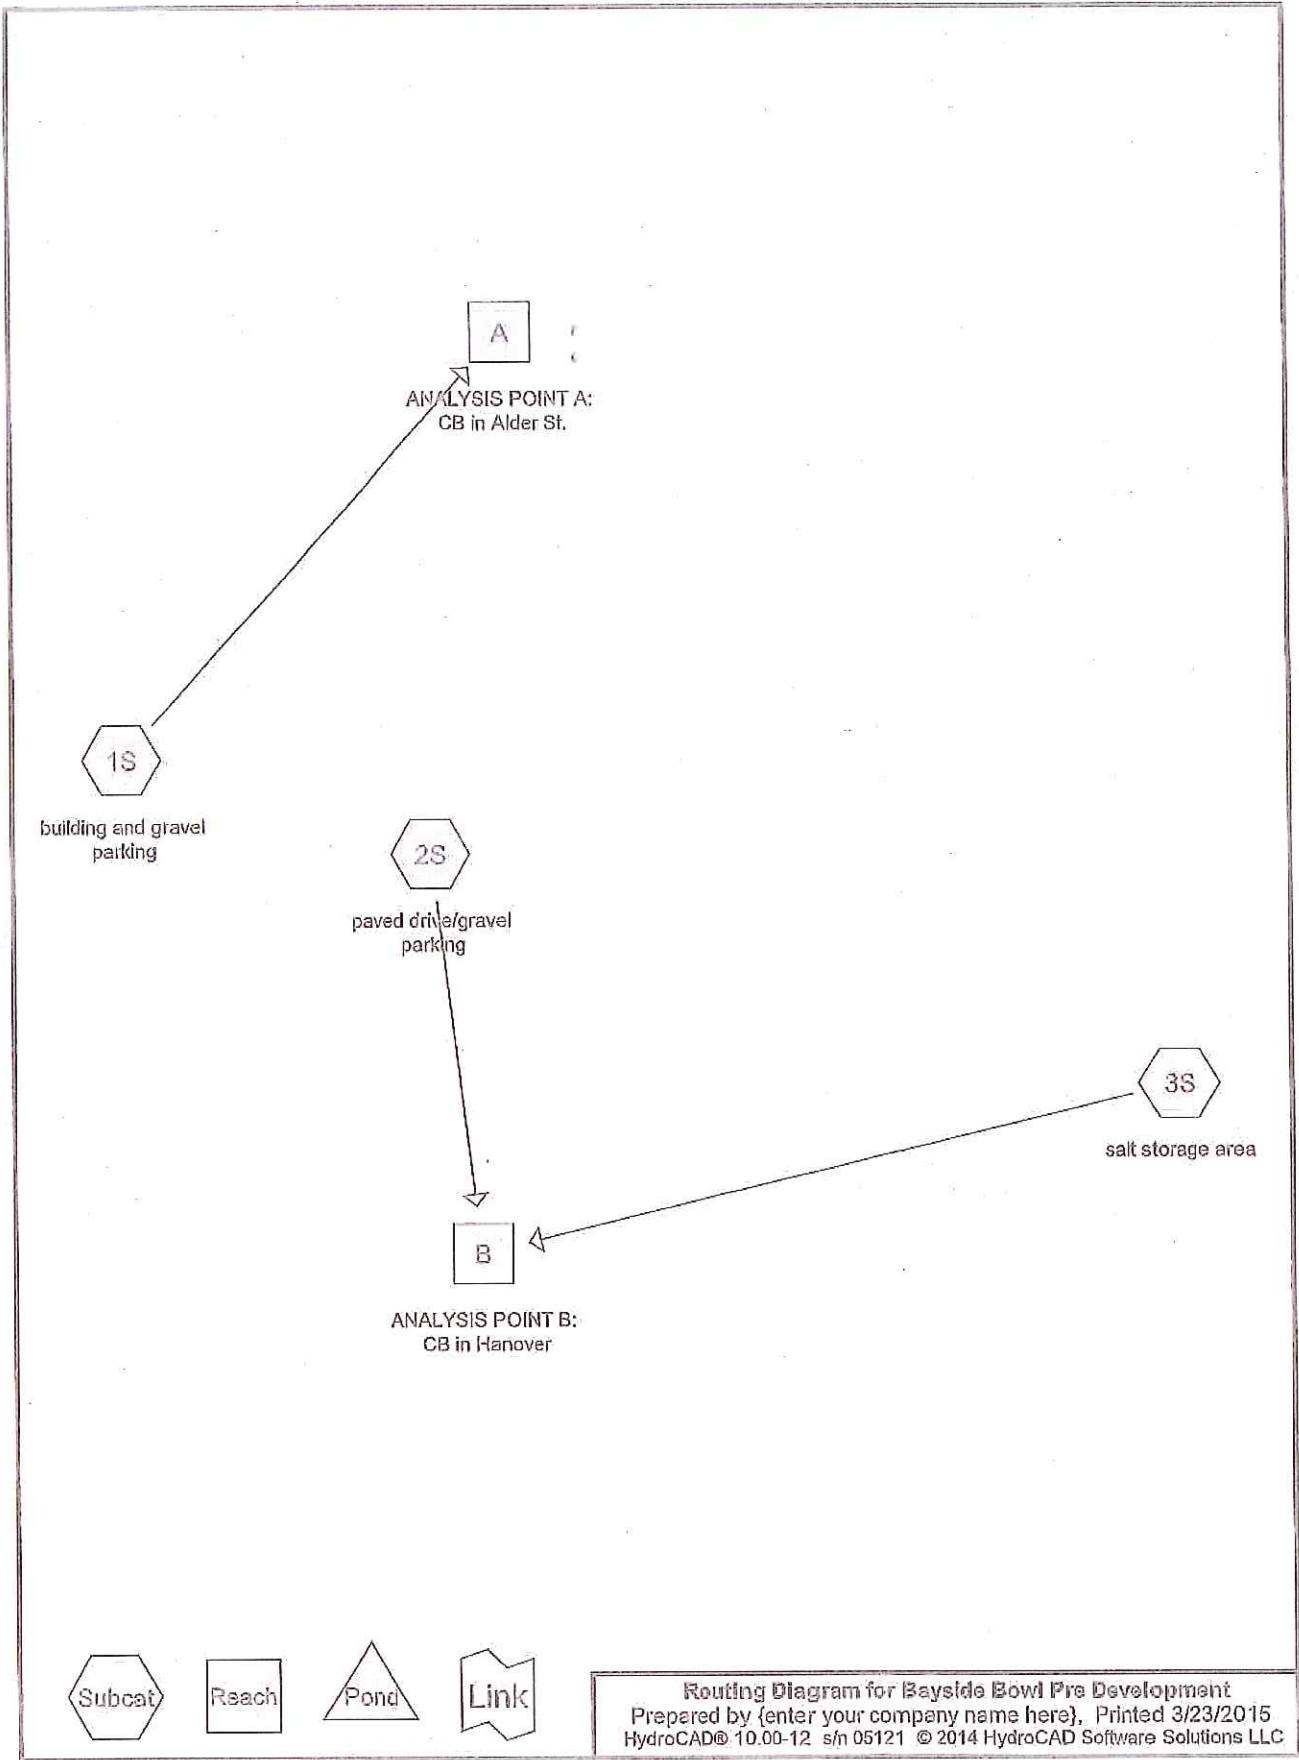 A
ANALYSIS POINT A:
CB in Alder St.
1S
building and gravel
parking
2S
paved drive/gravel
parking
3S
salt storage area
B
ANALYSIS POINT B:
CB in Hanover
Subcat
Reach
Pond
Link
Routing Diagram for Bayside Bowl Pre Development
Prepared by {enter your company name here}, Printed 3/23/2015
HydroCAD® 10.00-12 s/n 05121 © 2014 HydroCAD Software Solutions LLC